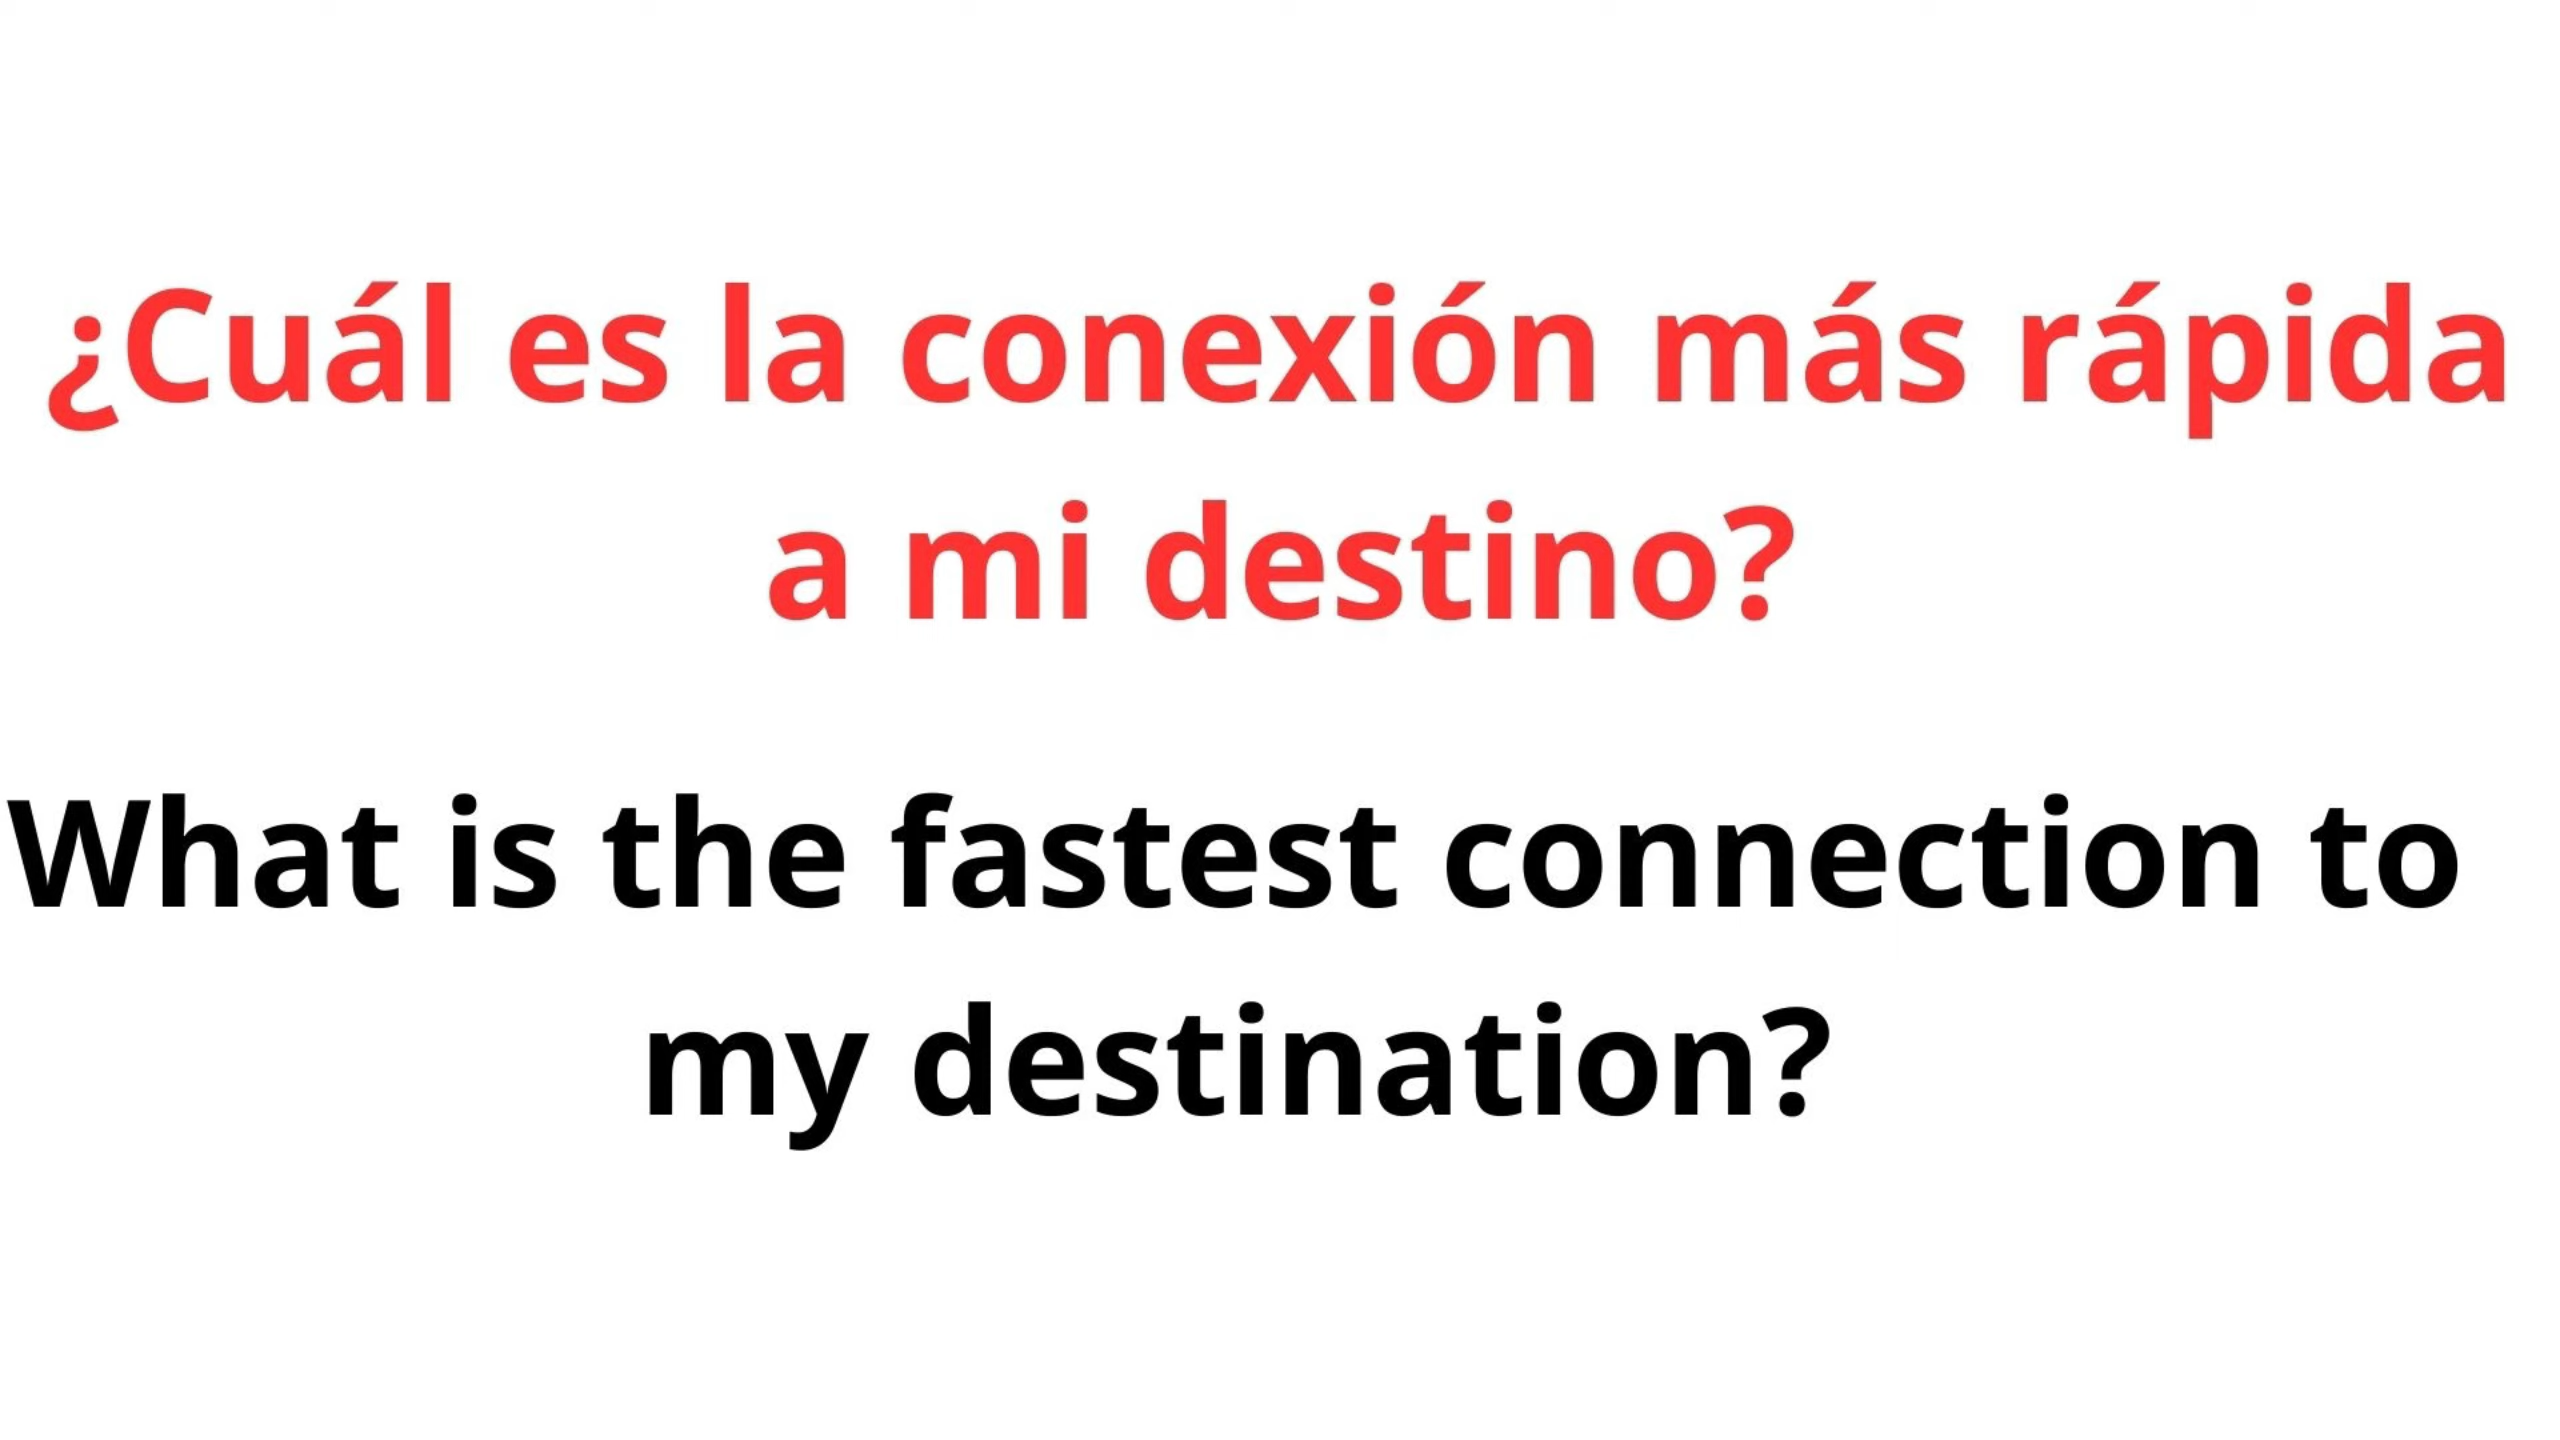 ¿Cuál es la conexión más rápida
a mi destino?
What is the fastest connection to
my destination?